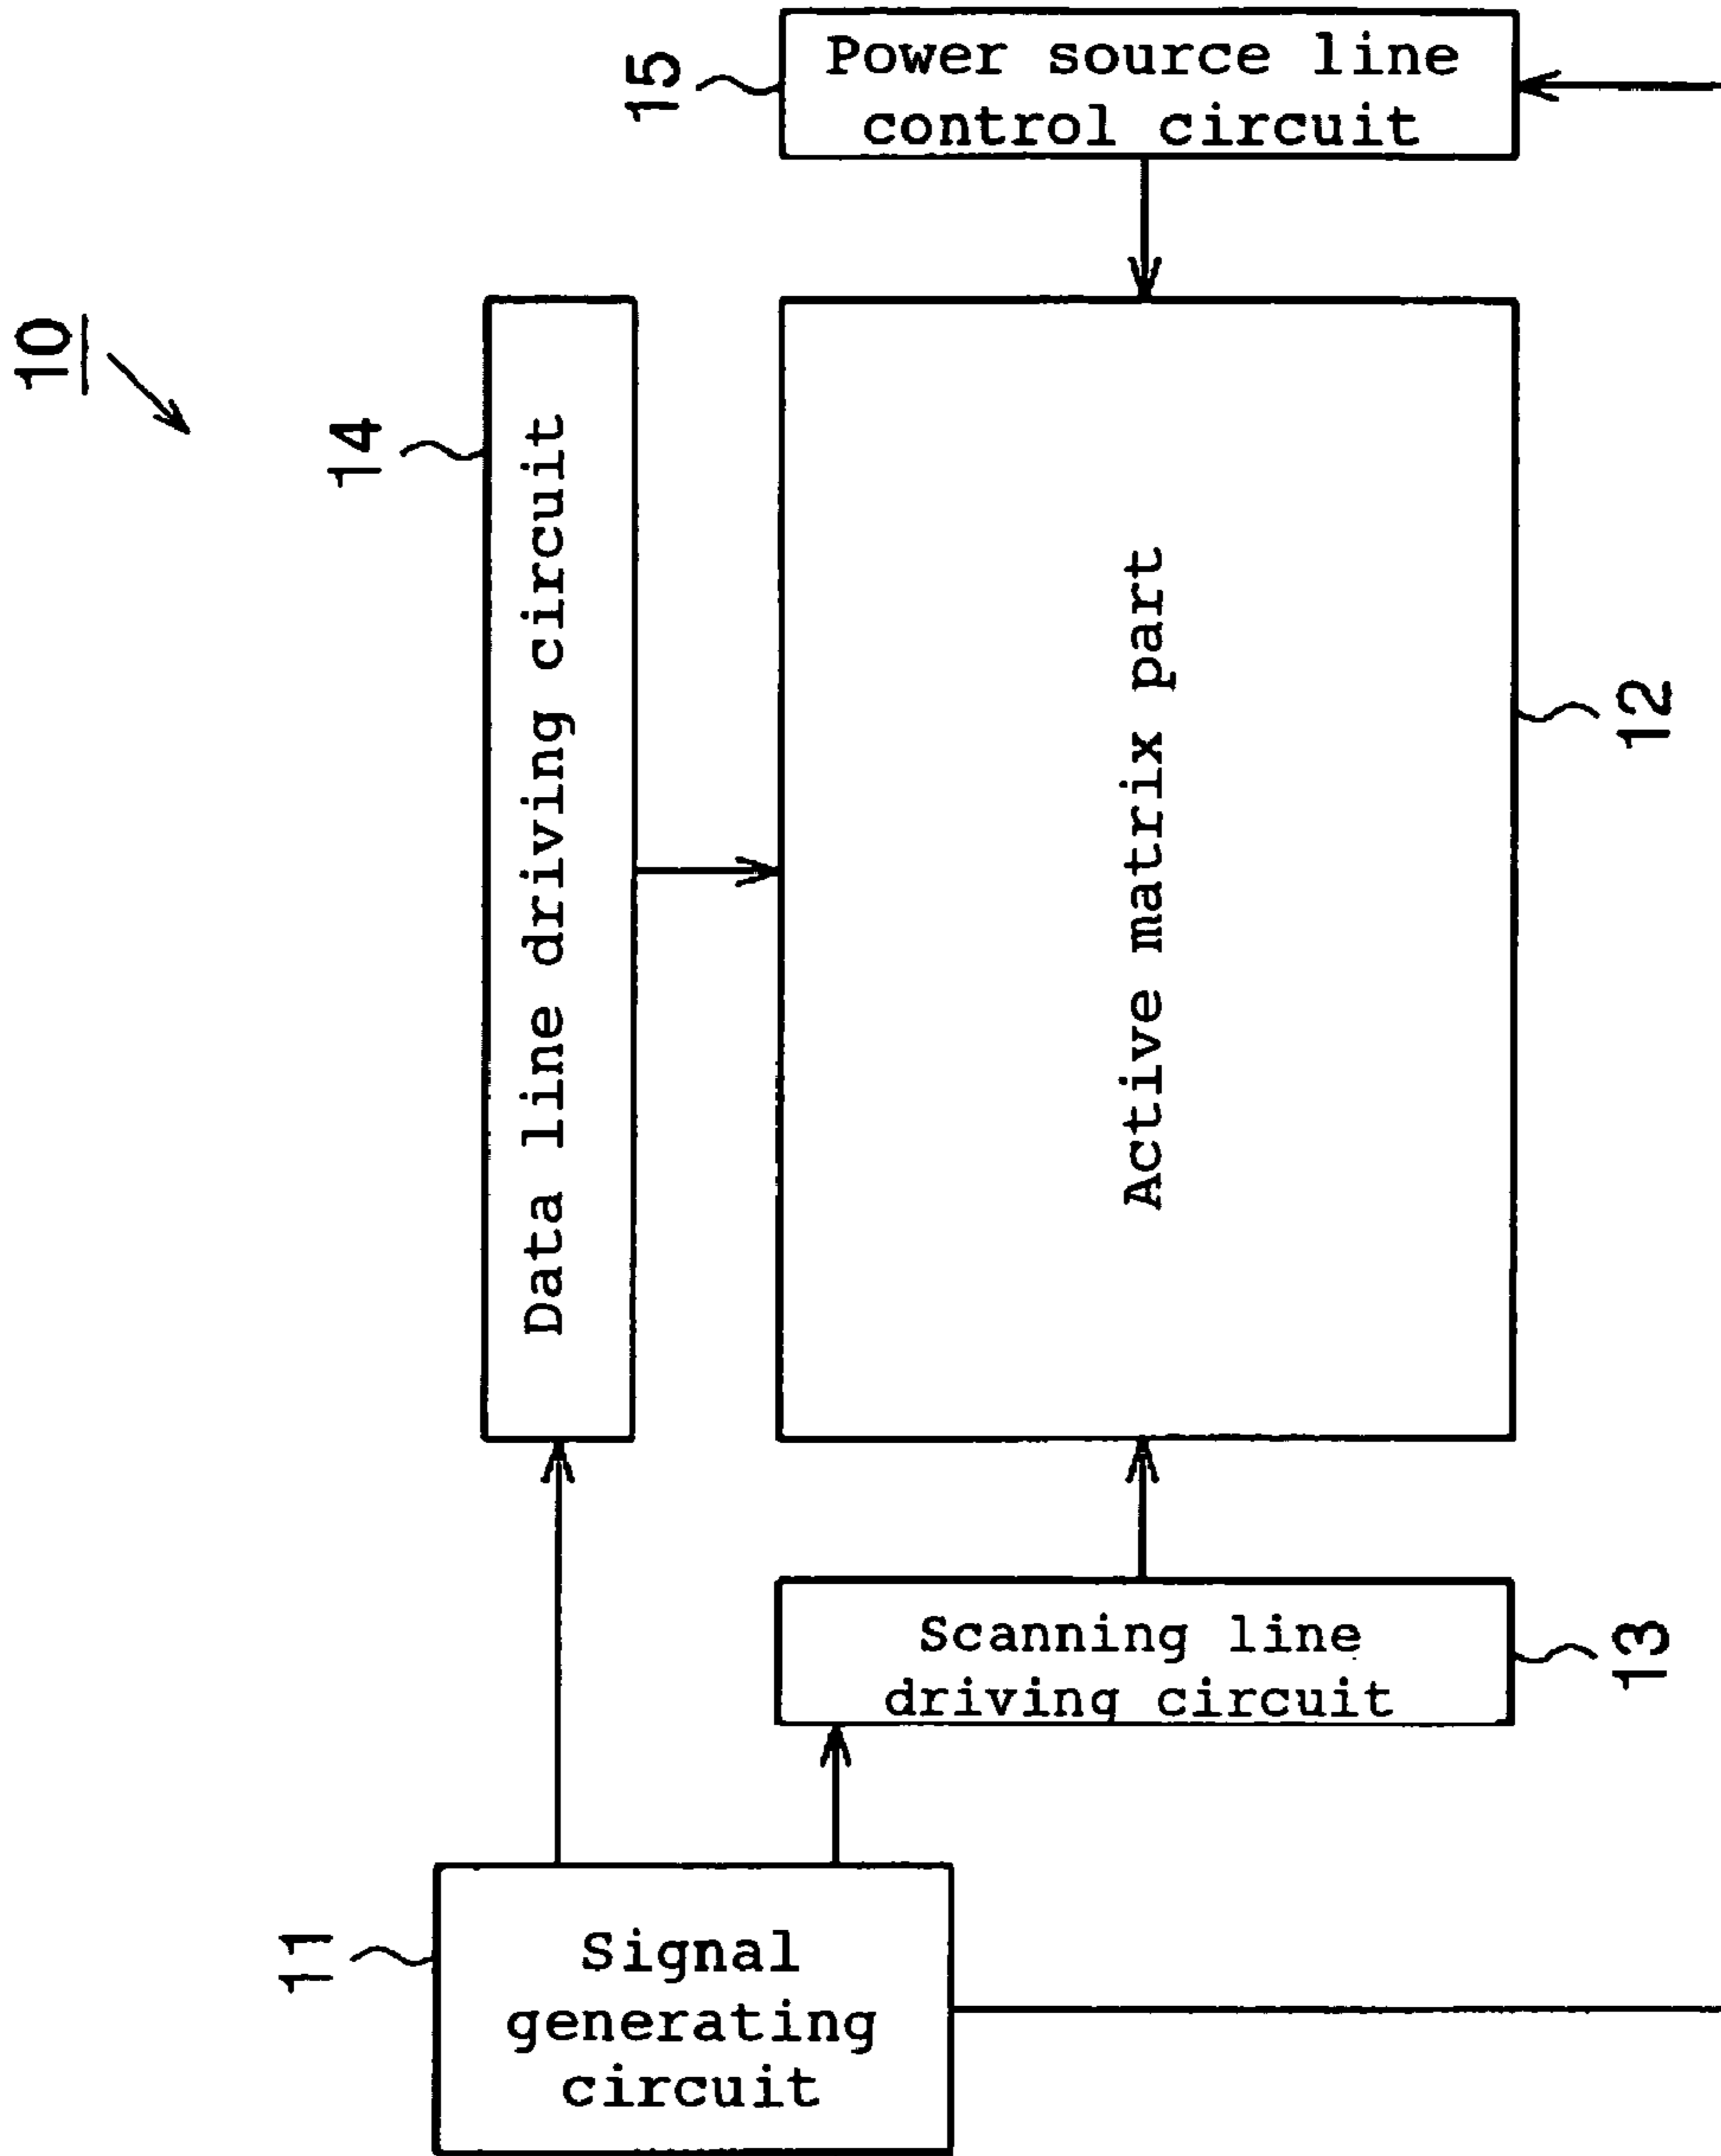 10
15
Power source line
control circuit
14
Data line driving circuit
Active matrix part
12
Scanning line
driving circuit
13
11
Signal
generating
circuit